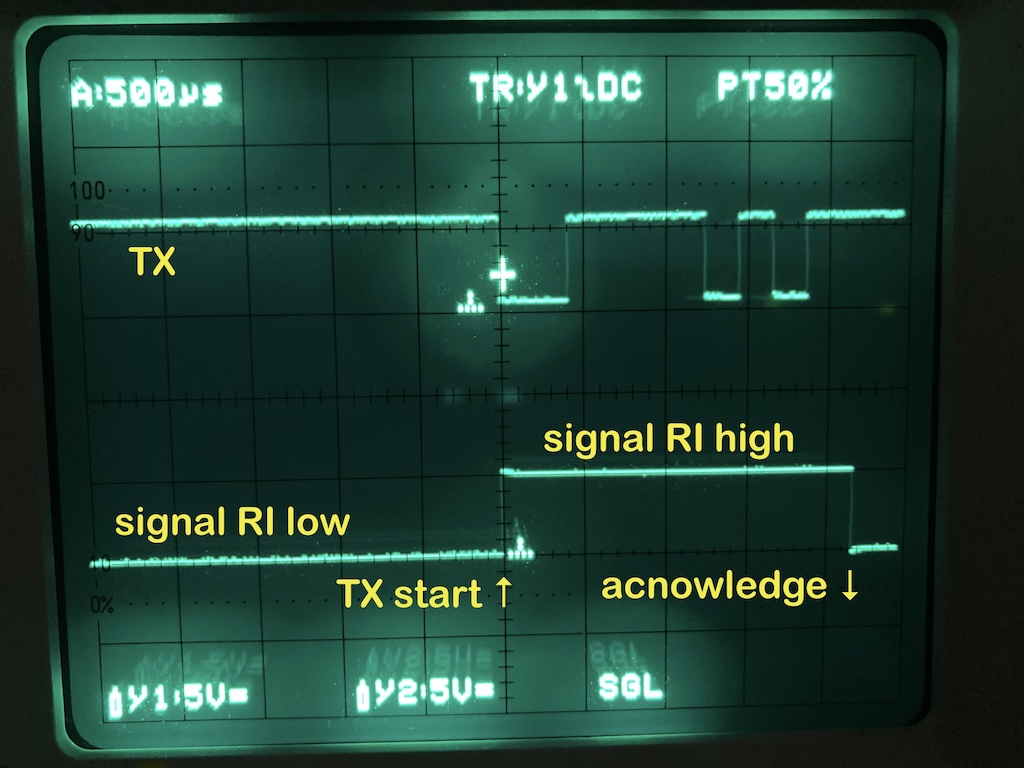 A:500µs TR:Y1⤵DC PT50%
100
90
TX
signal RI high
signal RI low
10
TX start ↑ acnowledge ↓
0%
Y1:5V= Y2:5V= SGL